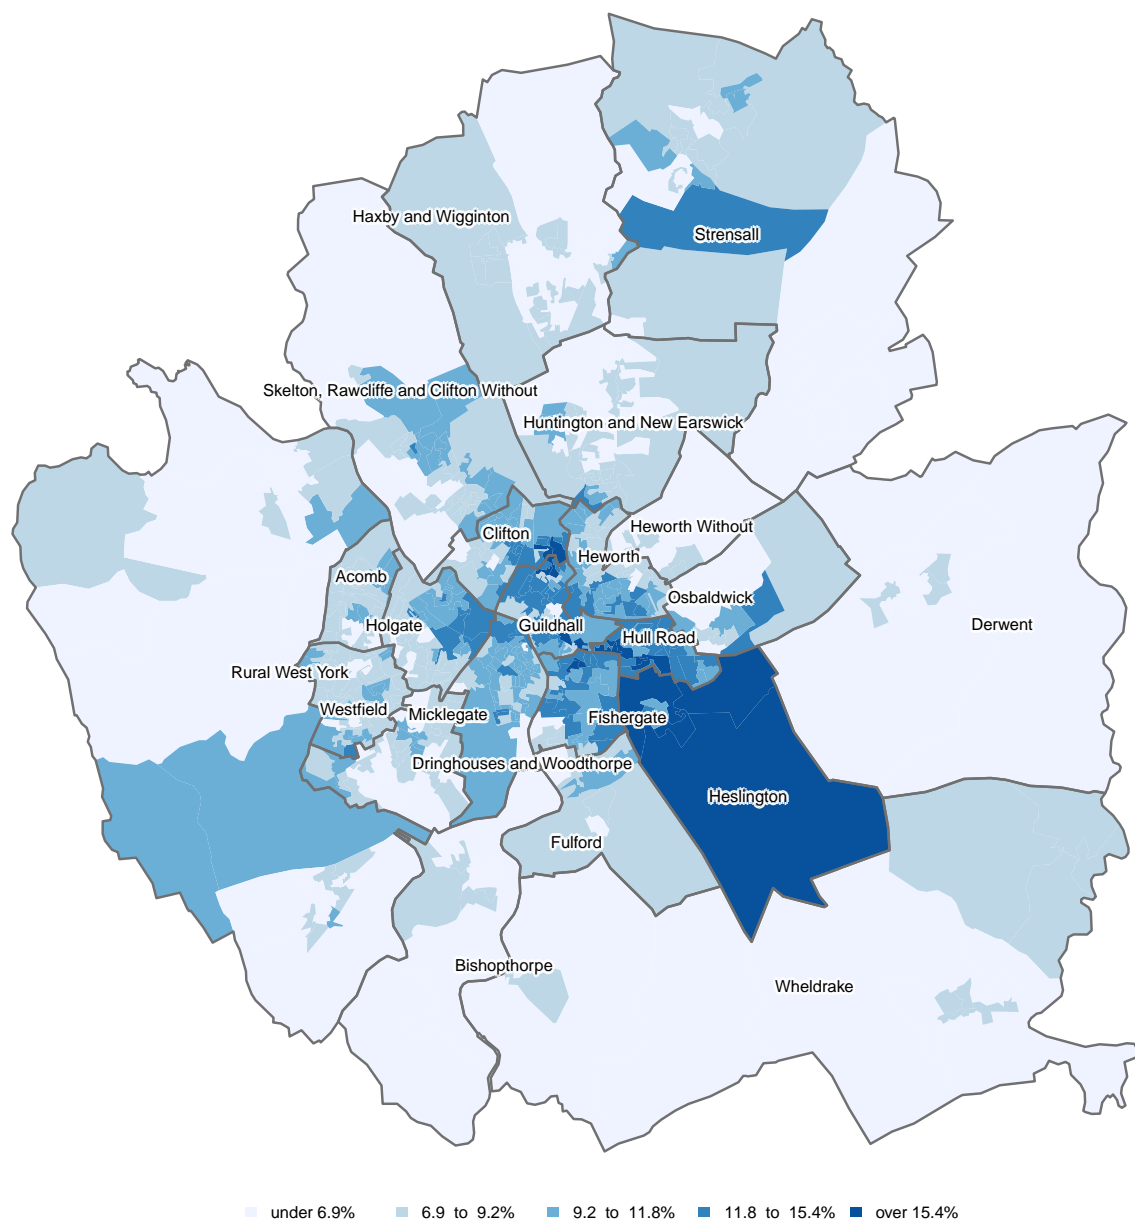 Haxby and Wigginton
Strensall
Skelton, Rawcliffe and Clifton Without
Huntington and New Earswick
Heworth Without
Clifton
Heworth
Acomb
Osbaldwick
Holgate
Guildhall
Hull Road
Derwent
Rural West York
Westfield
Micklegate
Fishergate
Dringhouses and Woodthorpe
Heslington
Fulford
Bishopthorpe
Wheldrake
under 6.9% 6.9 to 9.2% 9.2 to 11.8% 11.8 to 15.4% over 15.4%